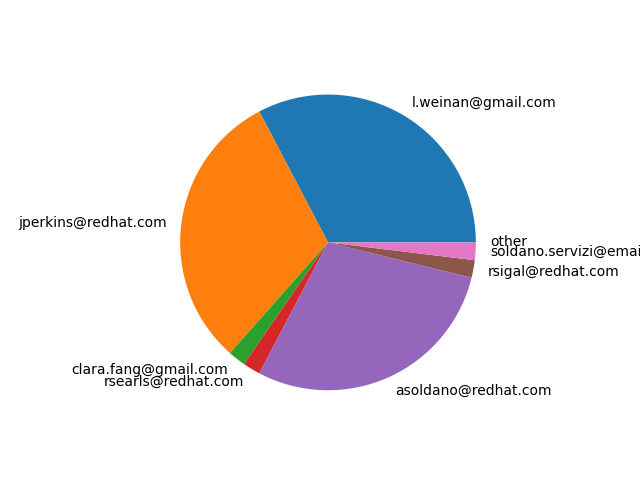 l.weinan@gmail.com
jperkins@redhat.com
clara.fang@gmail.com
rsearls@redhat.com
asoldano@redhat.com
rsigal@redhat.com
soldano.servizi@emai
other